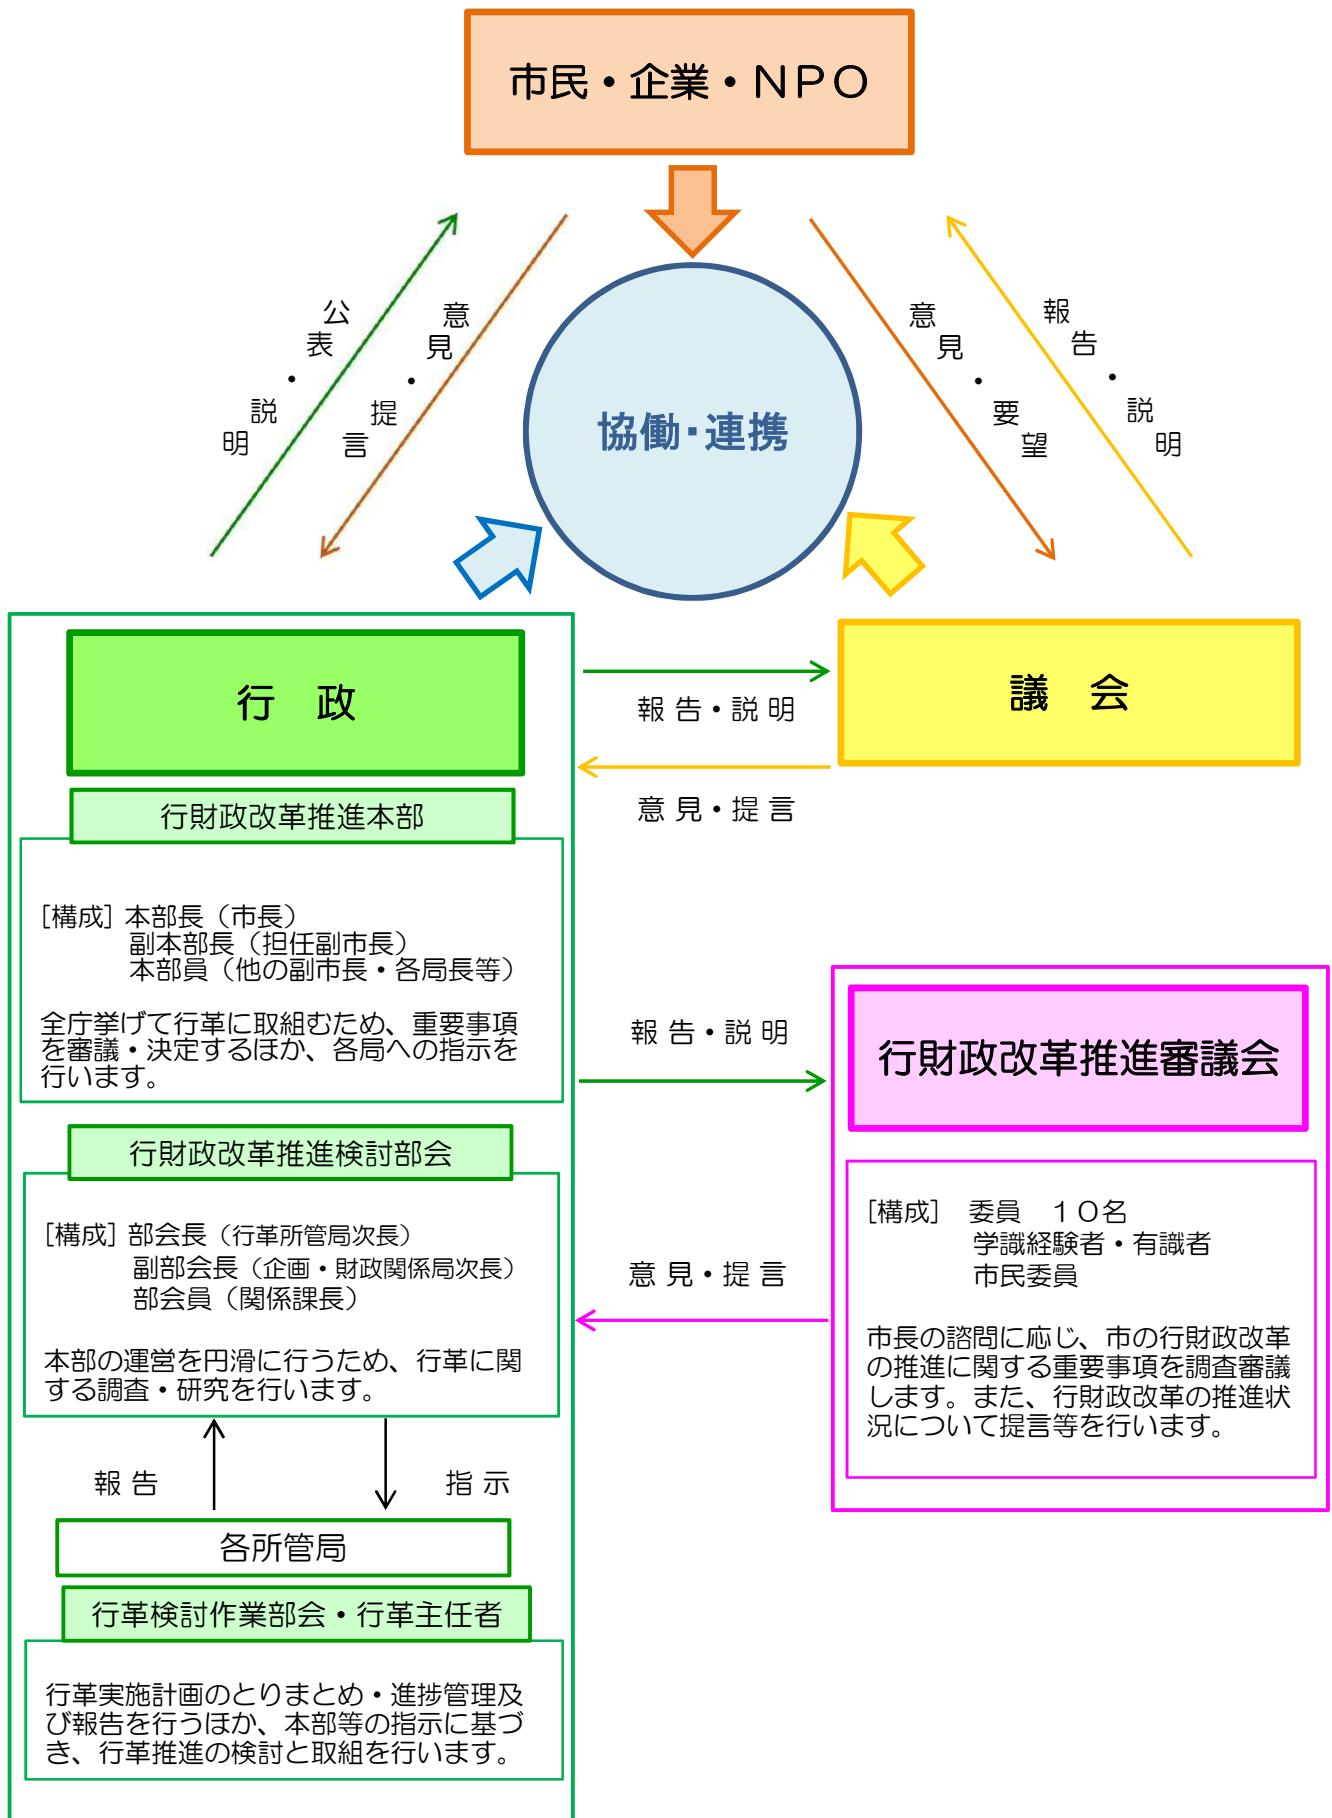 市民・企業・ＮＰＯ
公表・説明
意見・提言
意見・要望
報告・説明
協働・連携
行　政
報 告・説 明
議　会
意 見・提 言
行財政改革推進本部
［構成］本部長（市長）
副本部長（担任副市長）
本部員（他の副市長・各局長等）
全庁挙げて行革に取組むため、重要事項
を審議・決定するほか、各局への指示を
行います。
報 告・説 明
行財政改革推進審議会
行財政改革推進検討部会
［構成］部会長（行革所管局次長）
副部会長（企画・財政関係局次長）
部会員（関係課長）
本部の運営を円滑に行うため、行革に関
する調査・研究を行います。
意 見・提 言
［構成］　委員　１０名
学識経験者・有識者
市民委員
市長の諮問に応じ、市の行財政改革
の推進に関する重要事項を調査審議
します。また、行財政改革の推進状
況について提言等を行います。
報 告
指 示
各所管局
行革検討作業部会・行革主任者
行革実施計画のとりまとめ・進捗管理及
び報告を行うほか、本部等の指示に基づ
き、行革推進の検討と取組を行います。